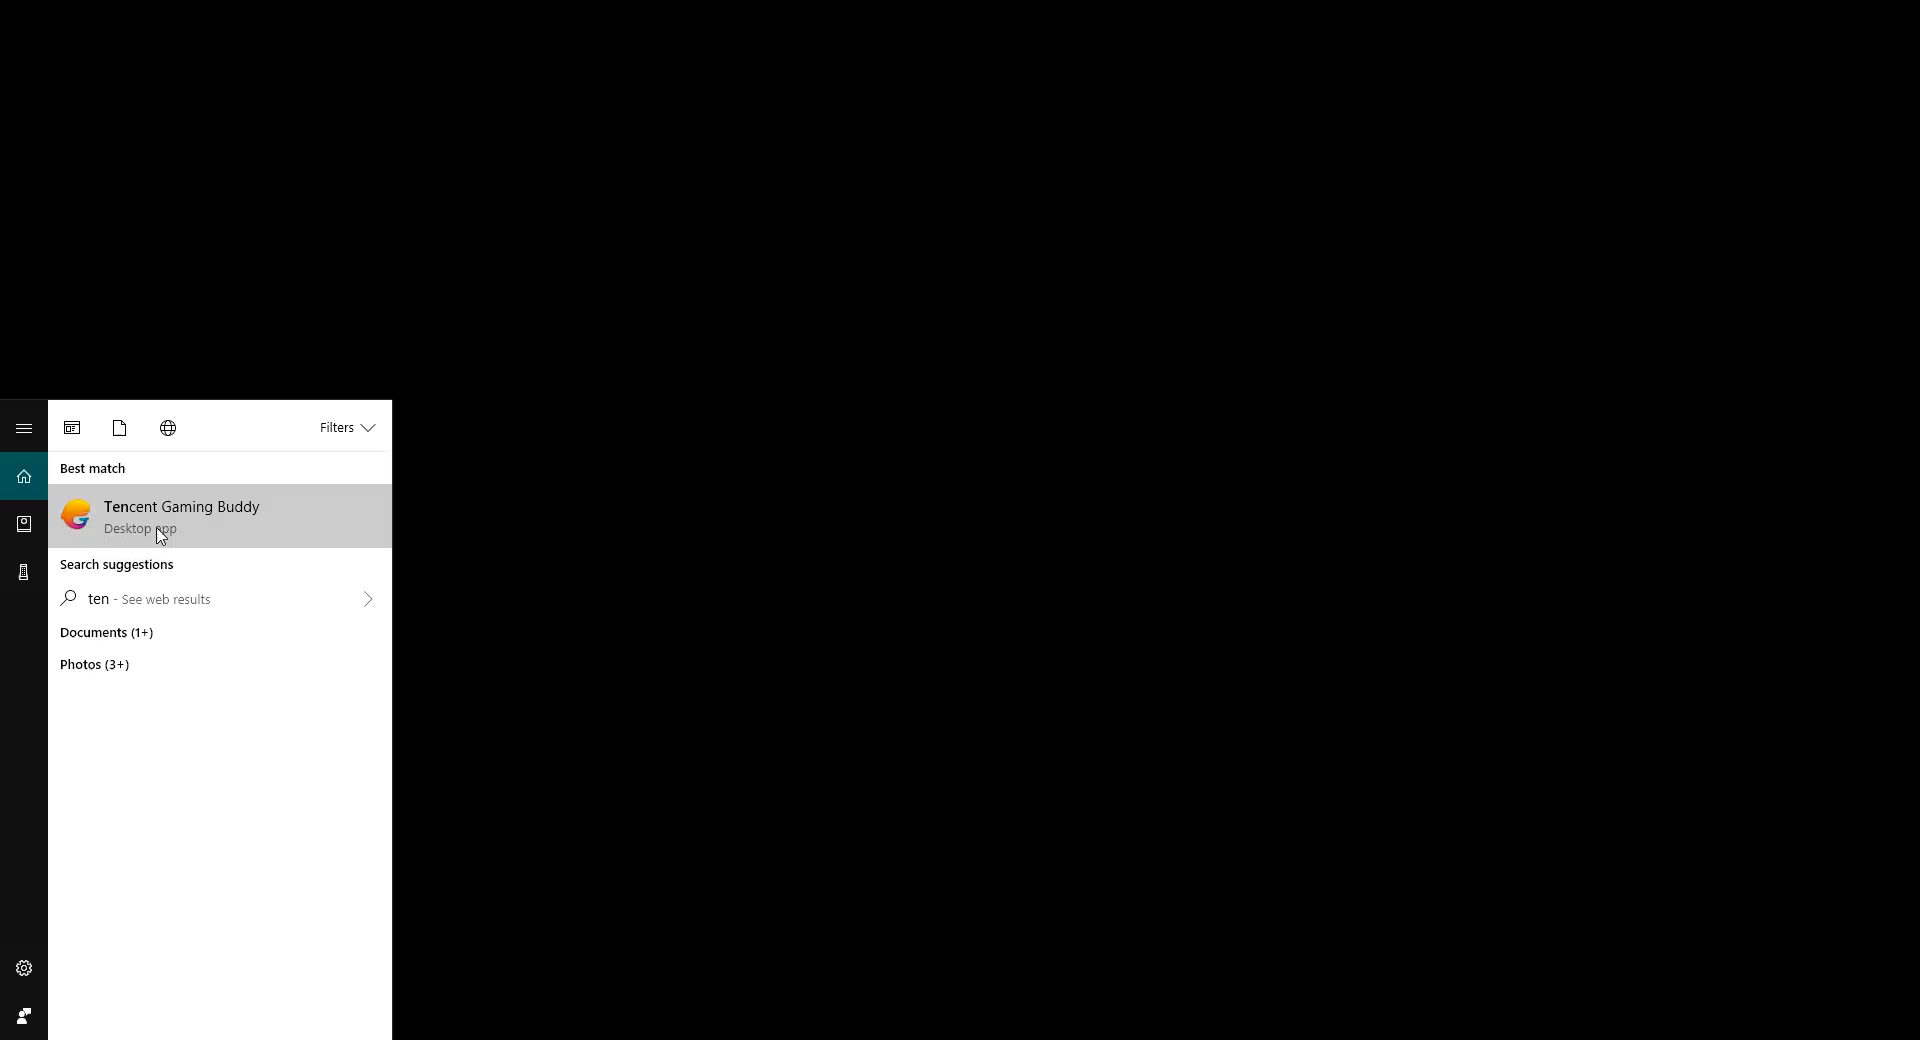 Filters
Best match
Tencent Gaming Buddy
Desktop app
Search suggestions
ten - See web results
Documents (1+)
Photos (3+)